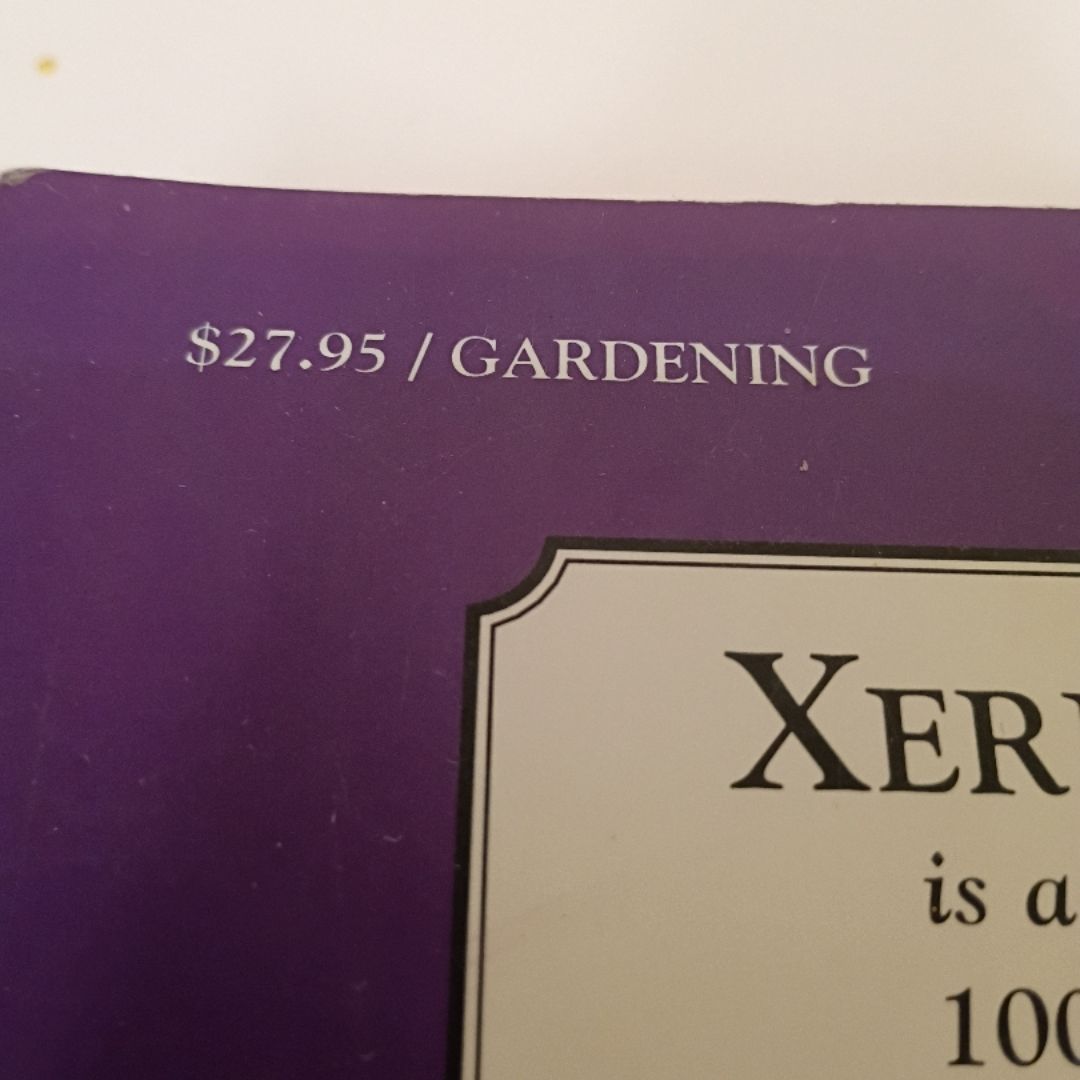 $27.95 / GARDENING
is a